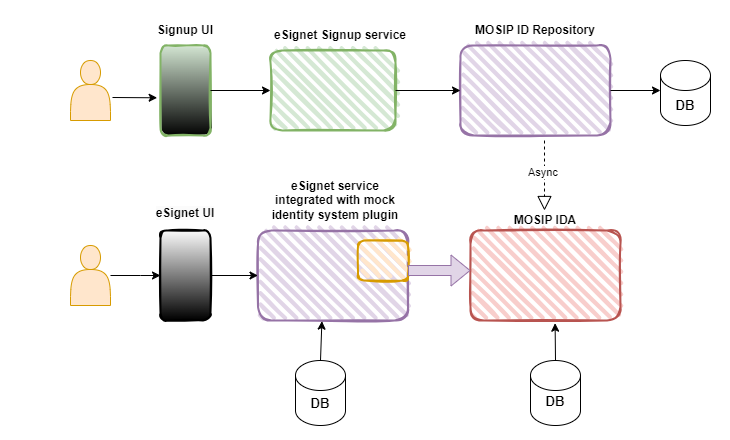 Signup UI
eSignet Signup service
MOSIP ID Repository
DB
Async
eSignet UI
eSignet service
integrated with mock
identity system plugin
MOSIP IDA
DB
DB